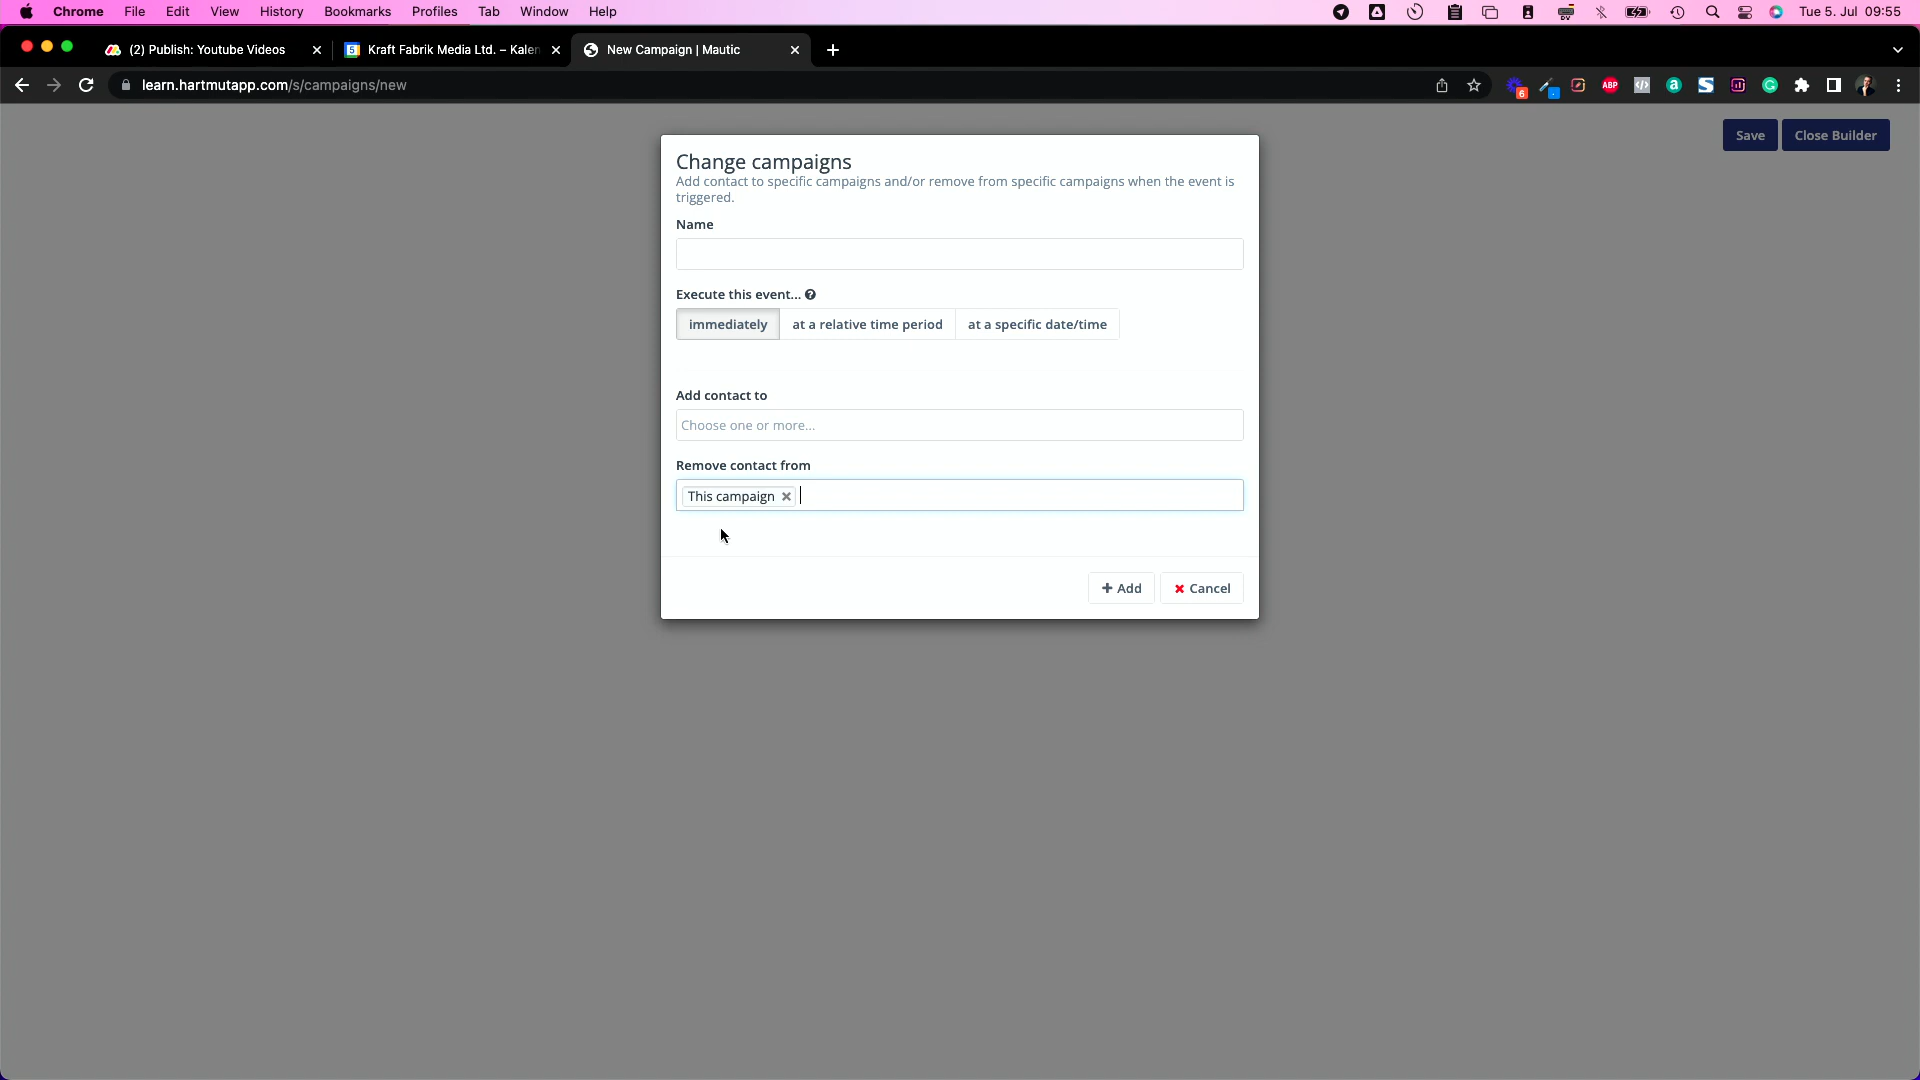 Chrome File Edit View History Bookmarks Profiles Tab Window Help Tue 5. Jul 09:55
(2) Publish: Youtube Videos Kraft Fabrik Media Ltd. – Kalen New Campaign | Mautic
learn.hartmutapp.com/s/campaigns/new
Save Close Builder
Change campaigns
Add contact to specific campaigns and/or remove from specific campaigns when the event is
triggered.
Name
Execute this event...
immediately at a relative time period at a specific date/time
Add contact to
Choose one or more...
Remove contact from
This campaign
Add Cancel